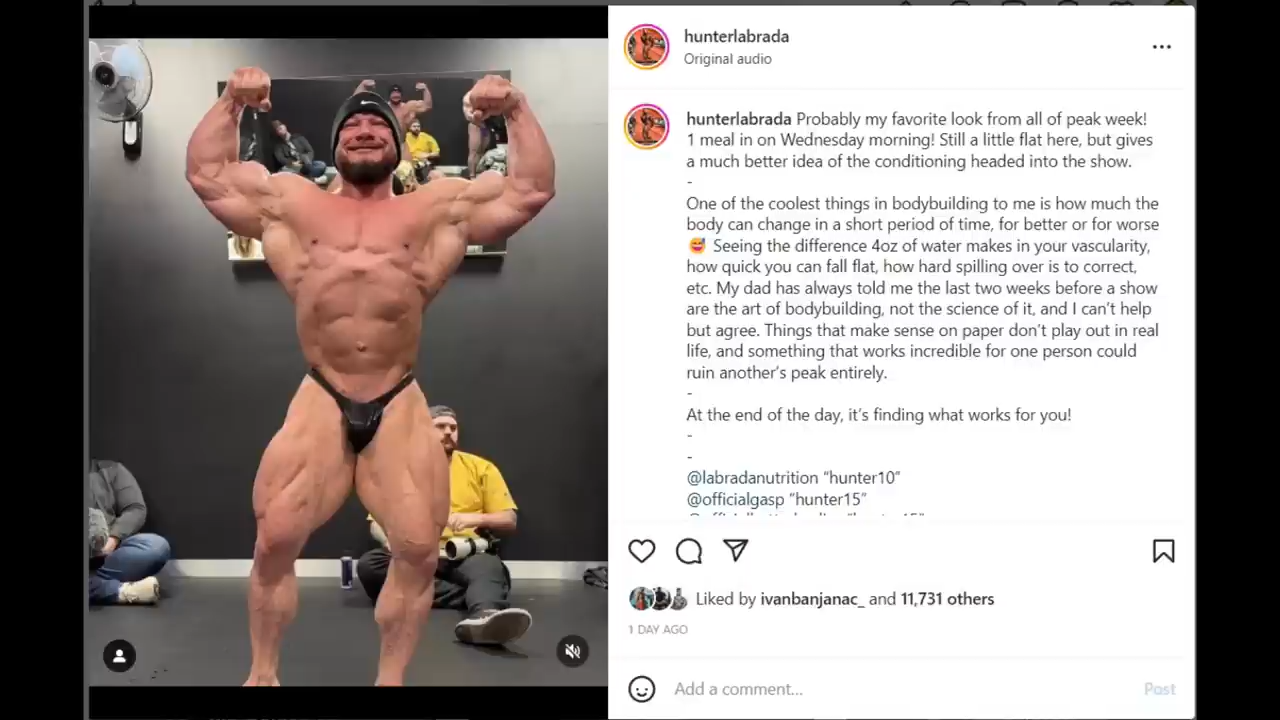 hunterlabrada
Original audio
hunterlabrada Probably my favorite look from all of peak week!
1 meal in on Wednesday morning! Still a little flat here, but gives
a much better idea of the conditioning headed into the show.
-
One of the coolest things in bodybuilding to me is how much the
body can change in a short period of time, for better or for worse
😅 Seeing the difference 4oz of water makes in your vascularity,
how quick you can fall flat, how hard spilling over is to correct,
etc. My dad has always told me the last two weeks before a show
are the art of bodybuilding, not the science of it, and I can’t help
but agree. Things that make sense on paper don’t play out in real
life, and something that works incredible for one person could
ruin another’s peak entirely.
-
At the end of the day, it’s finding what works for you!
-
-
@labradanutrition “hunter10”
@officialgasp “hunter15”
Liked by ivanbanjanac_ and 11,731 others
1 DAY AGO
Add a comment...
Post